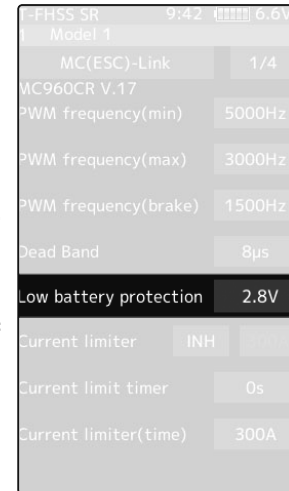 T-FHSS SR 9:42 6.6V
1 Model 1
MC(ESC)-Link 1/4
MC960CR V.17
PWM frequency(min) 5000Hz
PWM frequency(max) 3000Hz
PWM frequency(brake) 1500Hz
Dead Band 8µs
Low battery protection 2.8V
Current limiter INH
Current limit timer 0s
Current limiter(time) 300A